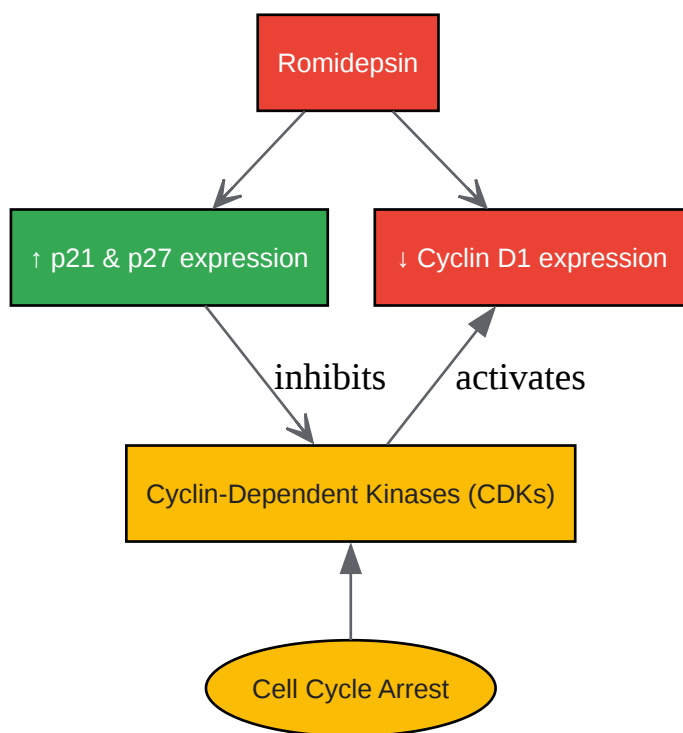 Romidepsin
↑ p21 & p27 expression
↓ Cyclin D1 expression
inhibits
activates
Cyclin-Dependent Kinases (CDKs)
Cell Cycle Arrest